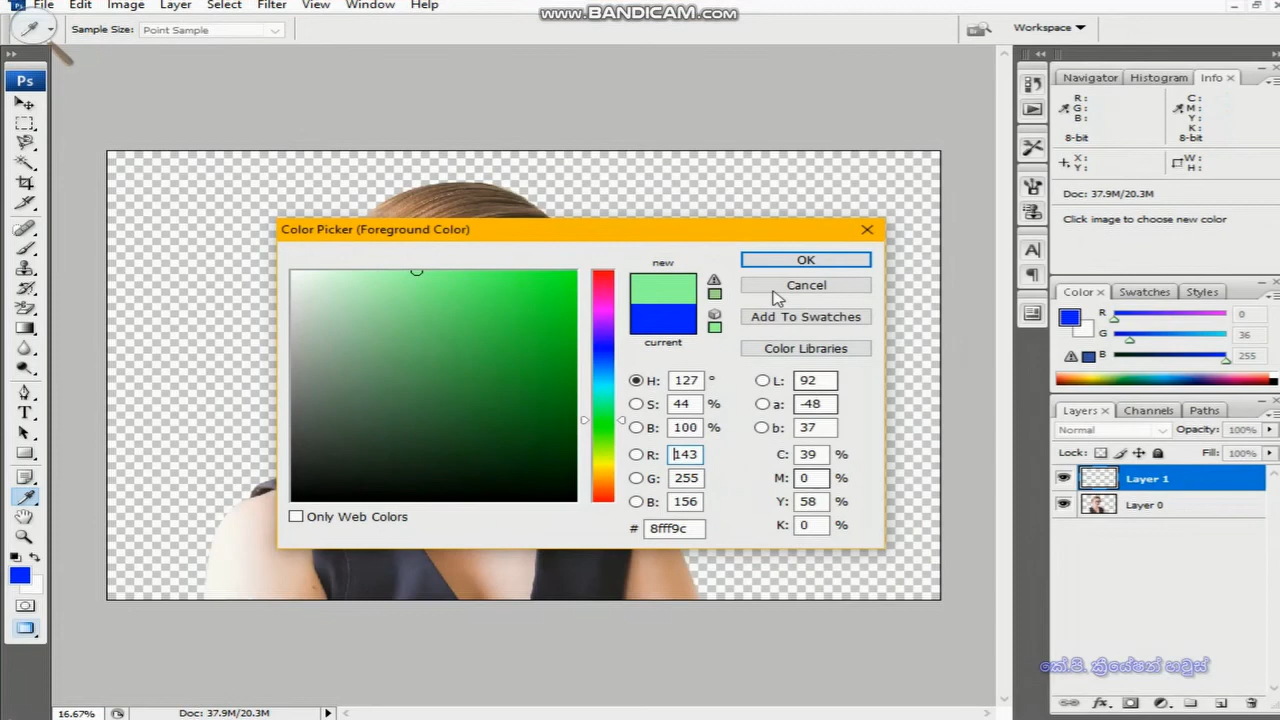 www.BANDICAM.com
File Edit Image Layer Select Filter View Window Help
Sample Size: Point Sample
Workspace
Ps
Navigator Histogram Info
R: C:
G: M:
B: Y:
K:
8-bit 8-bit
X: W:
Y: H:
Doc: 37.9M/20.3M
Click image to choose new color
Color Picker (Foreground Color)
new
current
OK
Cancel
Add To Swatches
Color Libraries
H: 127 °
S: 44 %
B: 100 %
R: 143
G: 255
B: 156
# 8fff9c
L: 92
a: -48
b: 37
C: 39 %
M: 0 %
Y: 58 %
K: 0 %
Only Web Colors
Color Swatches Styles
R 0
G 36
B 255
Layers Channels Paths
Normal Opacity: 100%
Lock: Fill: 100%
Layer 1
Layer 0
කේ.පී. ක්‍රියේෂන් හවුස්
16.67% Doc: 37.9M/20.3M